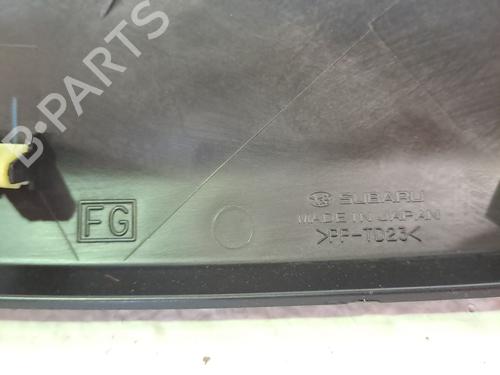 B-Parts
FG
SUBARU
MADE IN JAPAN
>PP-TD23<